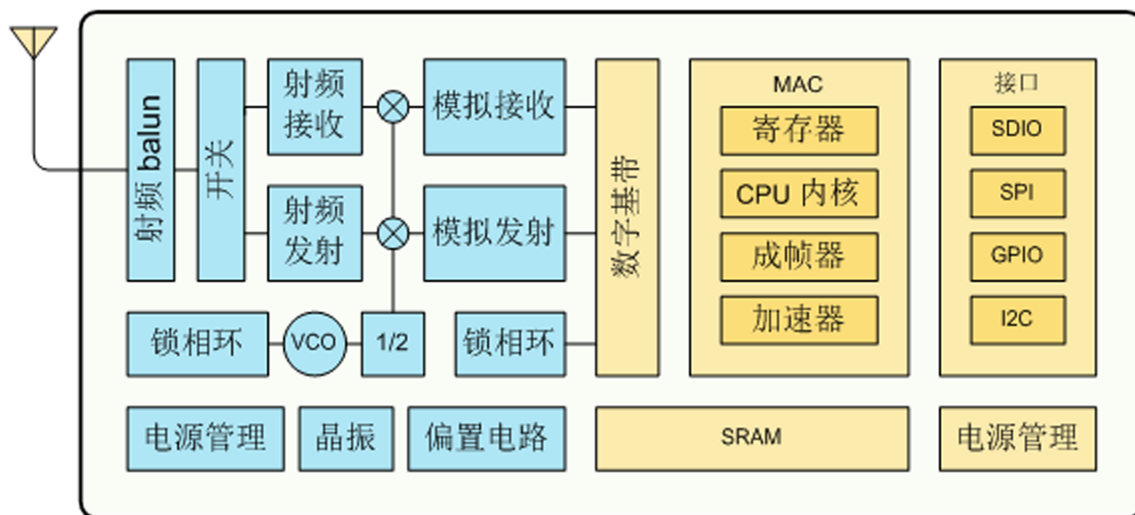 射频 balun
开关
射频
接收
模拟接收
射频
发射
模拟发射
数字基带
锁相环
VCO
1/2
锁相环
MAC
寄存器
CPU 内核
成帧器
加速器
接口
SDIO
SPI
GPIO
I2C
电源管理
晶振
偏置电路
SRAM
电源管理